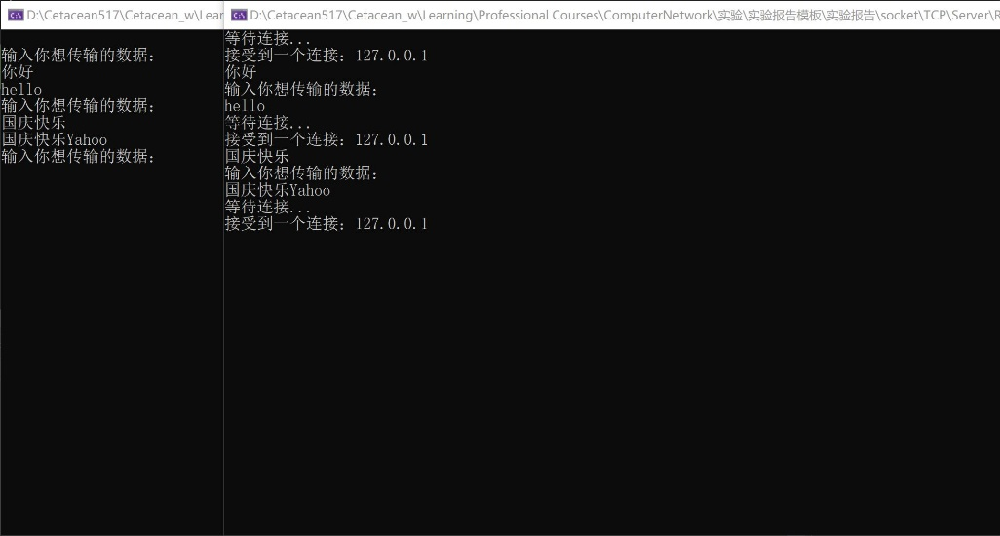 D:\Cetacean517\Cetacean_w\Lear
输入你想传输的数据:
你好
hello
输入你想传输的数据:
国庆快乐
国庆快乐Yahoo
输入你想传输的数据:
D:\Cetacean517\Cetacean_w\Learning\Professional Courses\ComputerNetwork\实验\实验报告模板\实验报告\socket\TCP\Server\R
等待连接...
接受到一个连接：127.0.0.1
你好
输入你想传输的数据:
hello
等待连接...
接受到一个连接：127.0.0.1
国庆快乐
输入你想传输的数据:
国庆快乐Yahoo
等待连接...
接受到一个连接：127.0.0.1